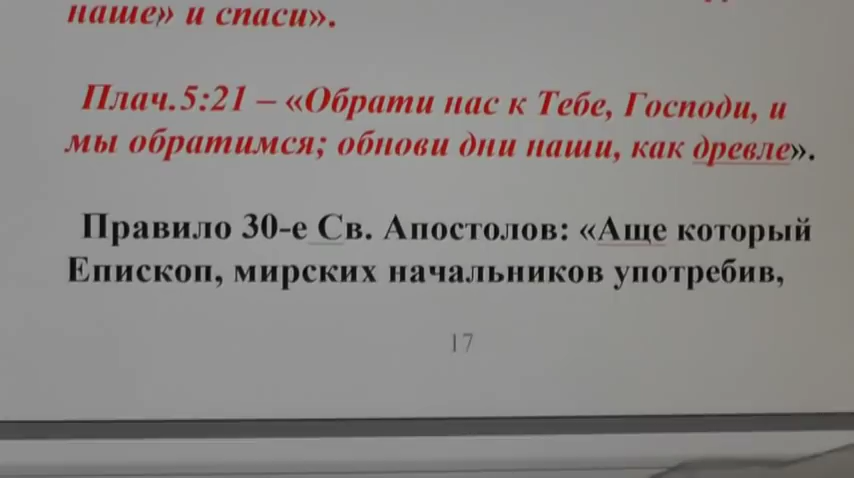 наше» и спаси».
Плач.5:21 – «Обрати нас к Тебе, Господи, и
мы обратимся; обнови дни наши, как древле».
Правило 30-е Св. Апостолов: «Аще который
Епископ, мирских начальников употребив,
17